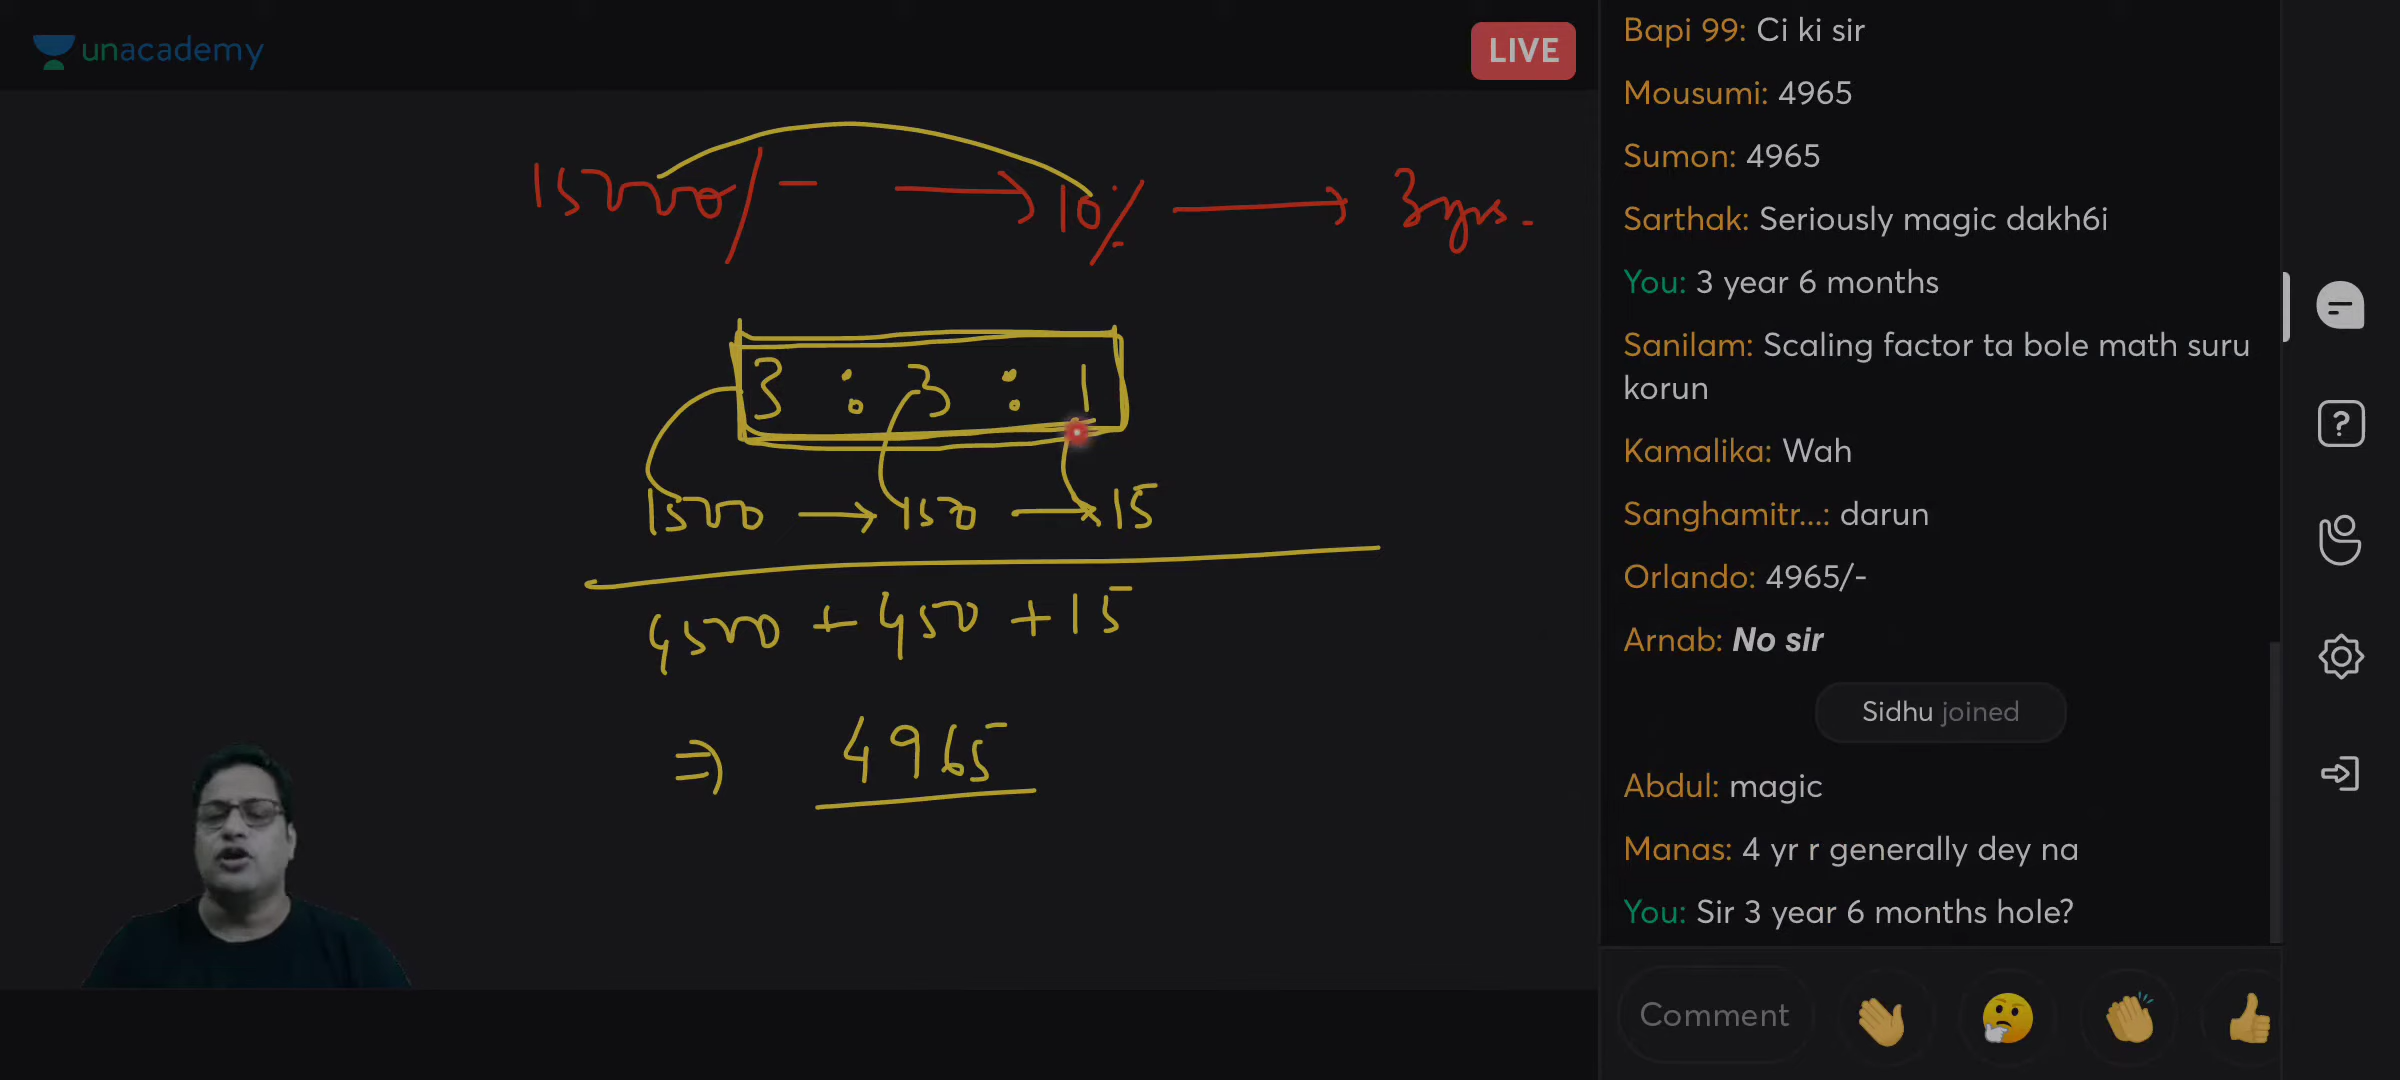 unacademy
LIVE
15000/- → 10% → 3yrs.
3 : 3 : 1
1500 → 150 → 15
4500 + 450 + 15
⇒ 4965
Bapi 99: Ci ki sir
Mousumi: 4965
Sumon: 4965
Sarthak: Seriously magic dakh6i
You: 3 year 6 months
Sanilam: Scaling factor ta bole math suru
korun
Kamalika: Wah
Sanghamitr...: darun
Orlando: 4965/-
Arnab: No sir
Sidhu joined
Abdul: magic
Manas: 4 yr r generally dey na
You: Sir 3 year 6 months hole?
Comment